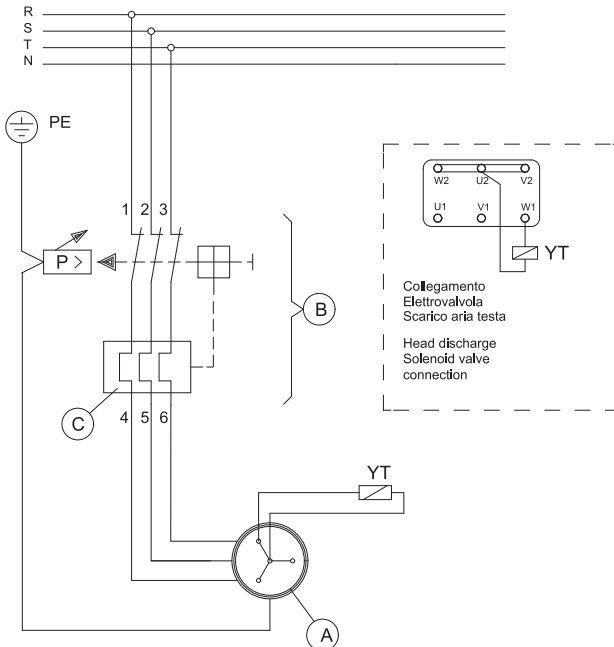 R
S
T
N
PE
1 2 3
P >
B
C
4 5 6
YT
A
W2 U2 V2
U1 V1 W1
YT
Collegamento
Elettrovalvola
Scarico aria testa
Head discharge
Solenoid valve
connection